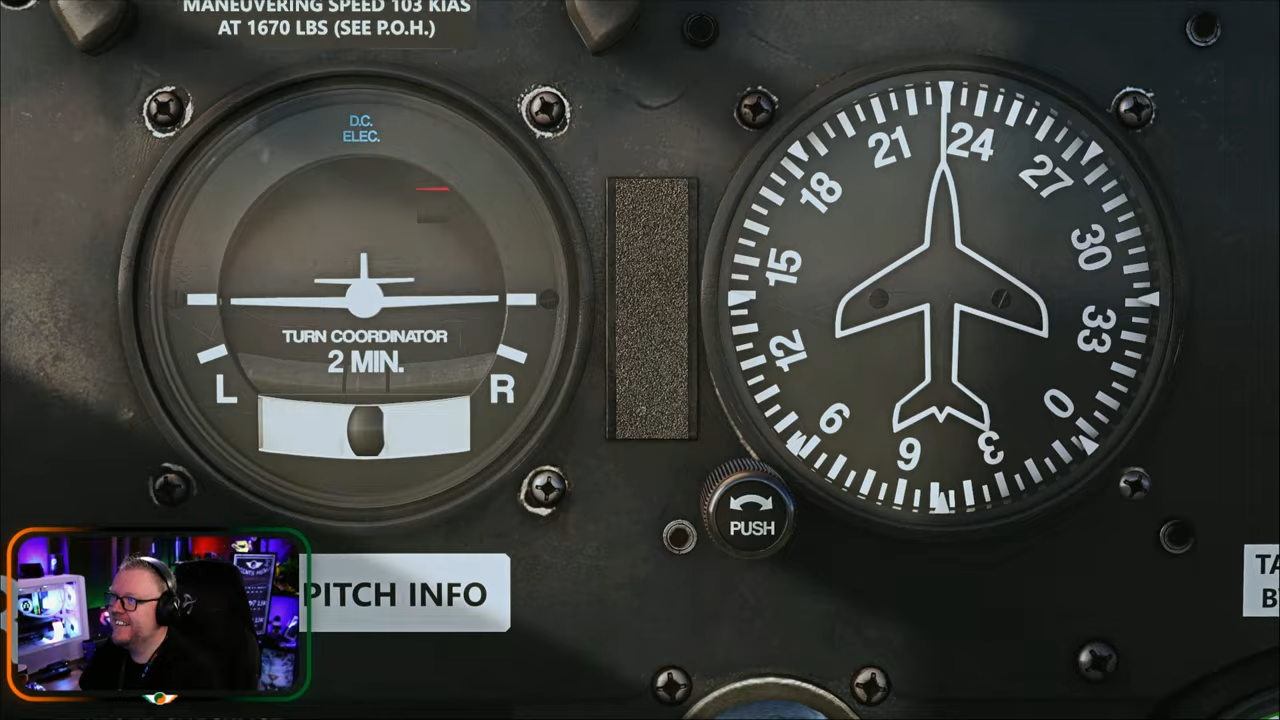 MANEUVERING SPEED 103 KIAS
AT 1670 LBS (SEE P.O.H.)
D.C.
ELEC.
TURN COORDINATOR
2 MIN.
L
R
24
27
30
33
0
3
6
9
12
15
18
21
PUSH
PITCH INFO